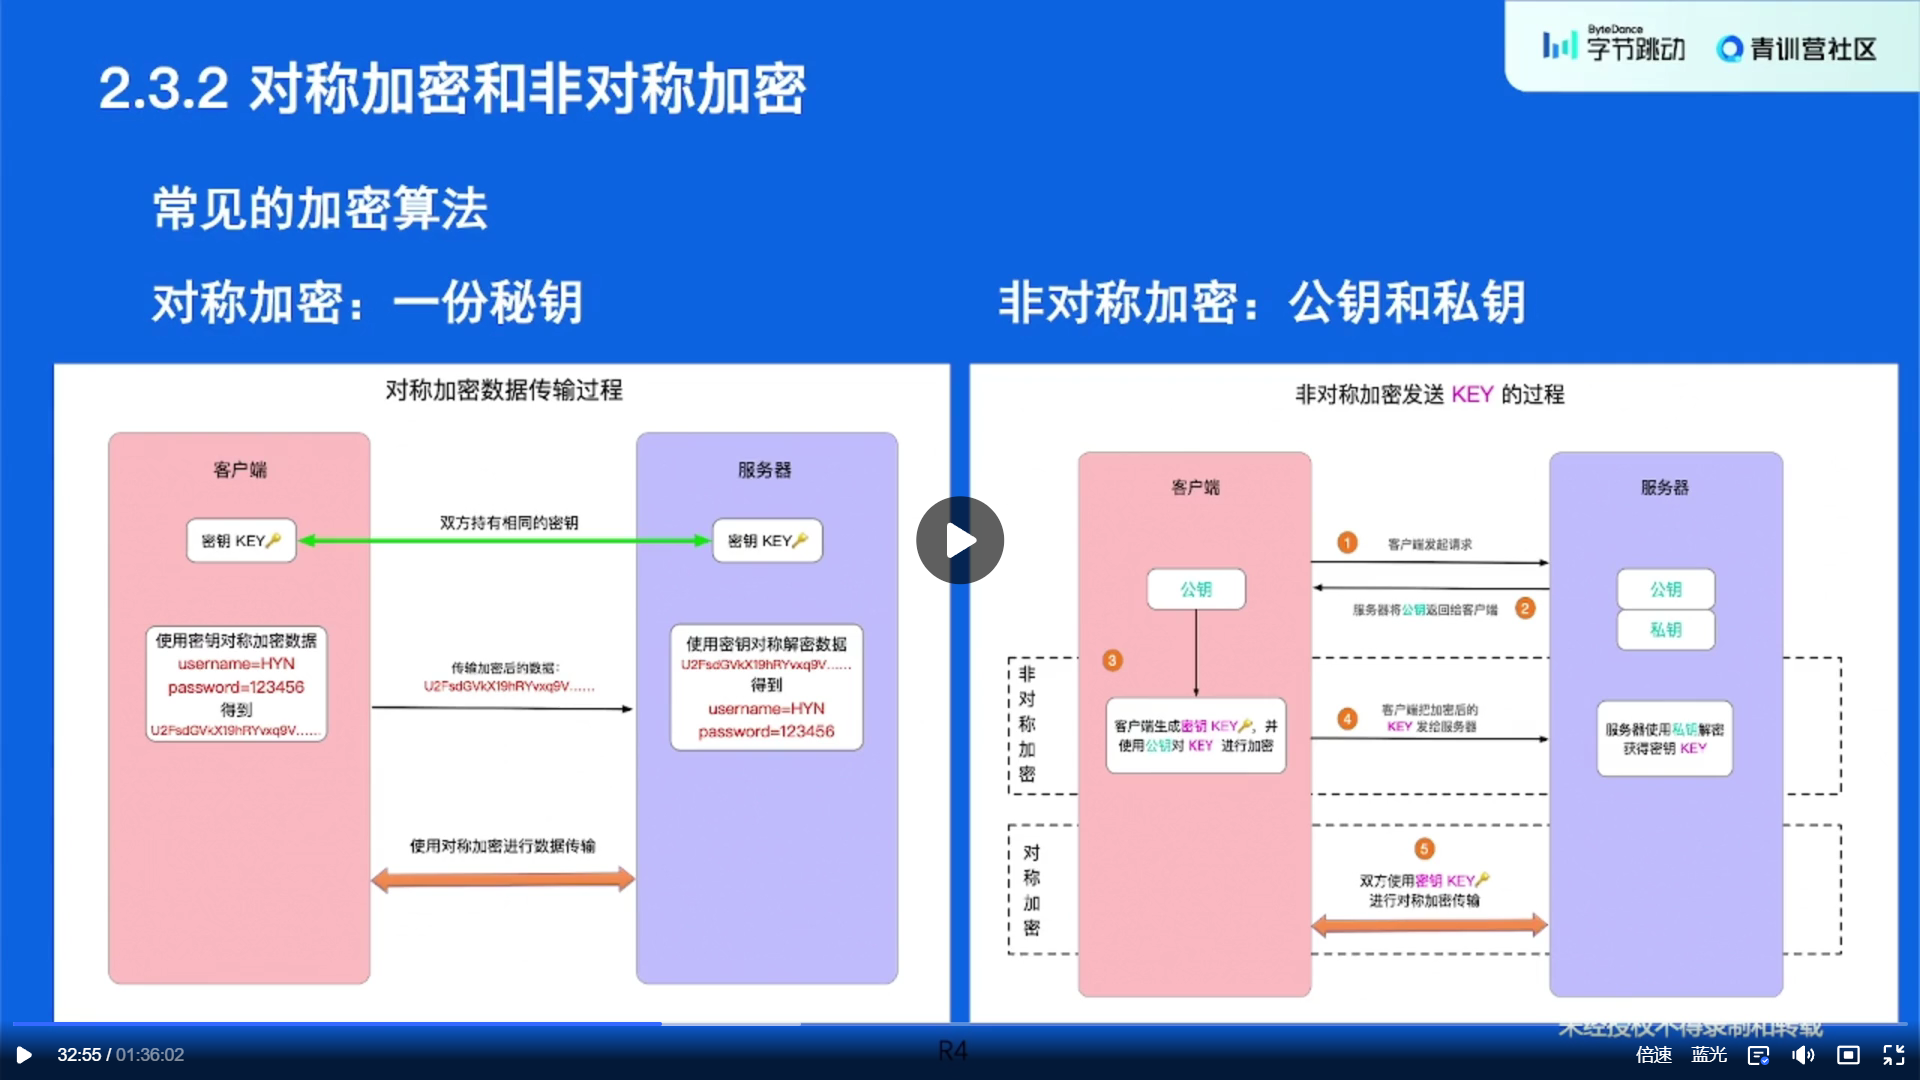 ByteDance
字节跳动
青训营社区
2.3.2 对称加密和非对称加密
常见的加密算法
对称加密：一份秘钥
非对称加密：公钥和私钥
对称加密数据传输过程
客户端
服务器
密钥 KEY
双方持有相同的密钥
密钥 KEY
使用密钥对称加密数据
username=HYN
password=123456
得到
U2FsdGVkX19hRYvxq9V......
传输加密后的数据：
U2FsdGVkX19hRYvxq9V......
使用密钥对称解密数据
U2FsdGVkX19hRYvxq9V......
得到
username=HYN
password=123456
使用对称加密进行数据传输
非对称加密发送 KEY 的过程
客户端
服务器
1
客户端发起请求
公钥
服务器将公钥返回给客户端
2
公钥
私钥
3
非对称加密
客户端生成密钥 KEY，并
使用公钥对 KEY 进行加密
4
客户端把加密后的
KEY 发给服务器
服务器使用私钥解密
获得密钥 KEY
对称加密
5
双方使用密钥 KEY
进行对称加密传输
未经授权不得录制和转载
R4
32:55 / 01:36:02
倍速
蓝光